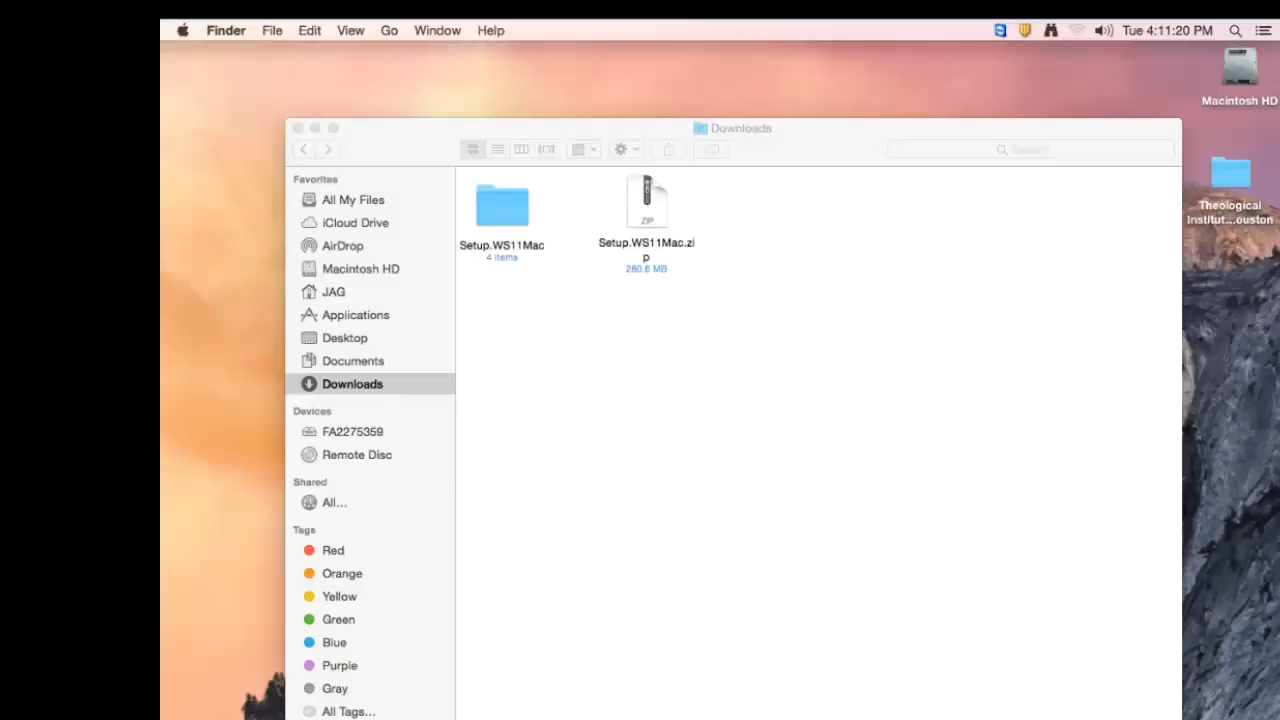 Finder File Edit View Go Window Help Tue 4:11:20 PM
Macintosh HD
Downloads
Favorites
All My Files
iCloud Drive
AirDrop
Macintosh HD
JAG
Applications
Desktop
Documents
Downloads
Devices
FA2275359
Remote Disc
Shared
All...
Tags
Red
Orange
Yellow
Green
Blue
Purple
Gray
All Tags...
Setup.WS11Mac
4 items
ZIP
Setup.WS11Mac.zi
p
280.6 MB
Theological
Institut...ouston